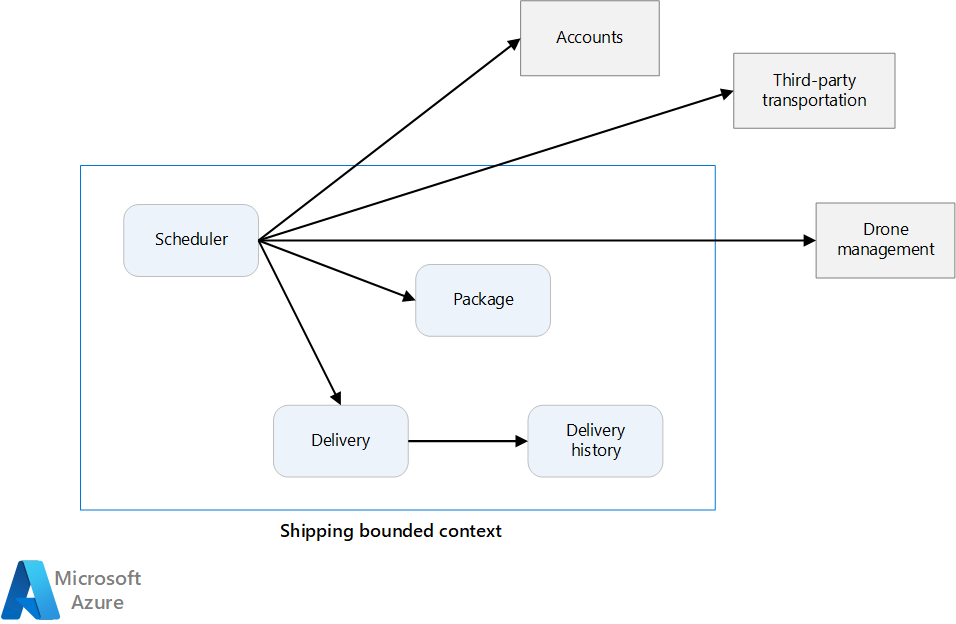 Accounts
Third-party
transportation
Scheduler
Drone
management
Package
Delivery
Delivery
history
Shipping bounded context
Microsoft
Azure